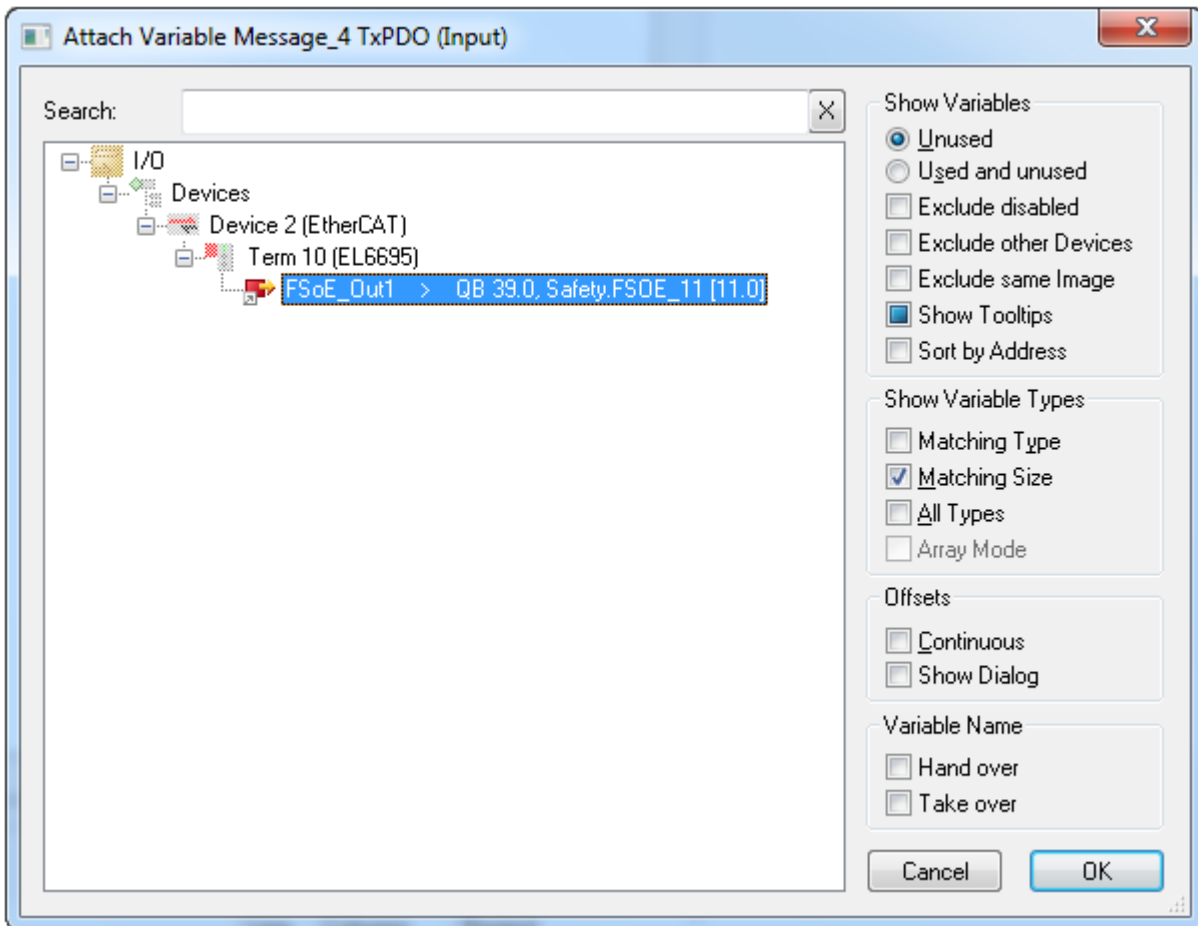 Attach Variable Message_4 TxPDO (Input)
Search:
I/O
Devices
Device 2 (EtherCAT)
Term 10 (EL6695)
FSoE_Out1 > QB 39.0, Safety.FSOE_11 [11.0]
Show Variables
Unused
Used and unused
Exclude disabled
Exclude other Devices
Exclude same Image
Show Tooltips
Sort by Address
Show Variable Types
Matching Type
Matching Size
All Types
Array Mode
Offsets
Continuous
Show Dialog
Variable Name
Hand over
Take over
Cancel
OK